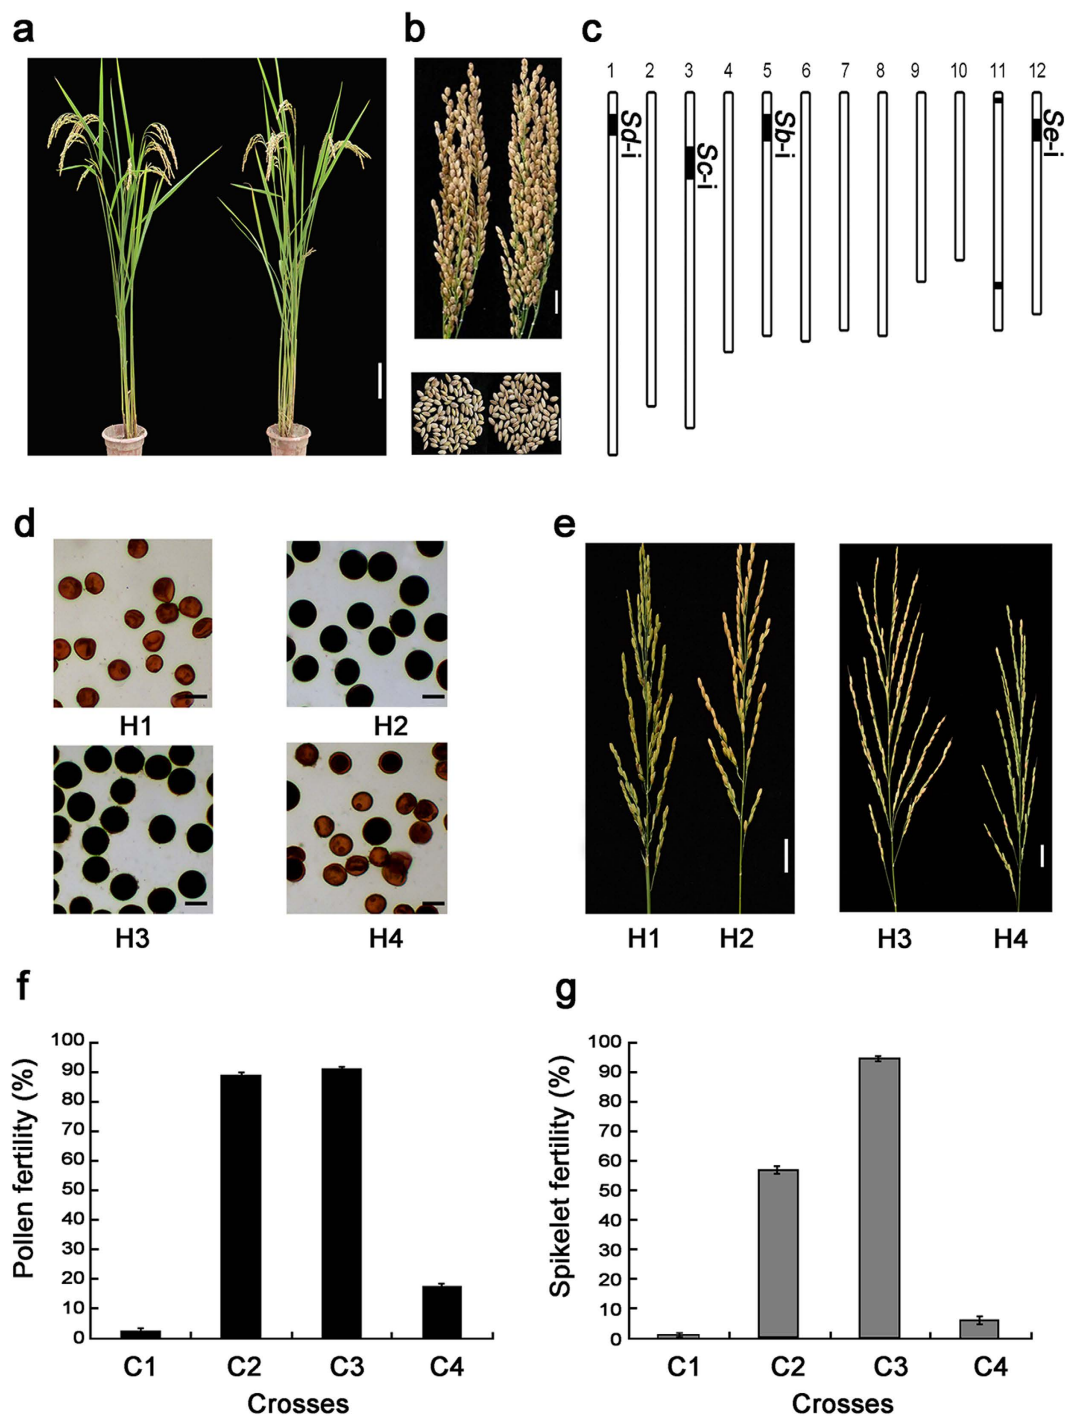 a
b
c
1 2 3 4 5 6 7 8 9 10 11 12
Sd-i
Sc-i
Sb-i
Se-i
d
e
H1
H2
H3
H4
H1
H2
H3
H4
f
g
Pollen fertility (%)
100
90
80
70
60
50
40
30
20
10
0
C1 C2 C3 C4
Crosses
Spikelet fertility (%)
100
90
80
70
60
50
40
30
20
10
0
C1 C2 C3 C4
Crosses